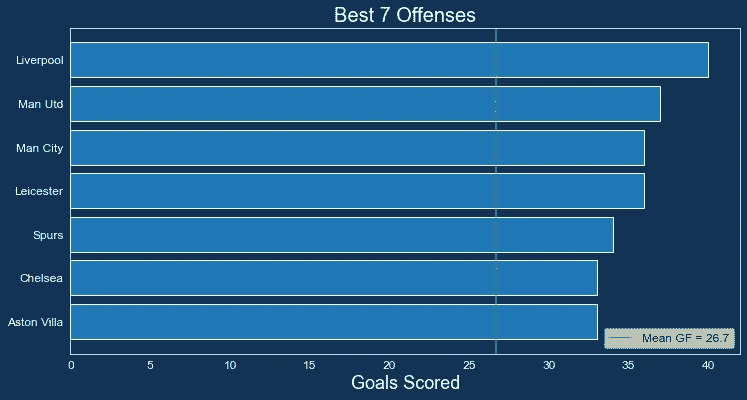 Best 7 Offenses
Liverpool
Man Utd
Man City
Leicester
Spurs
Chelsea
Aston Villa
Mean GF = 26.7
0 5 10 15 20 25 30 35 40
Goals Scored